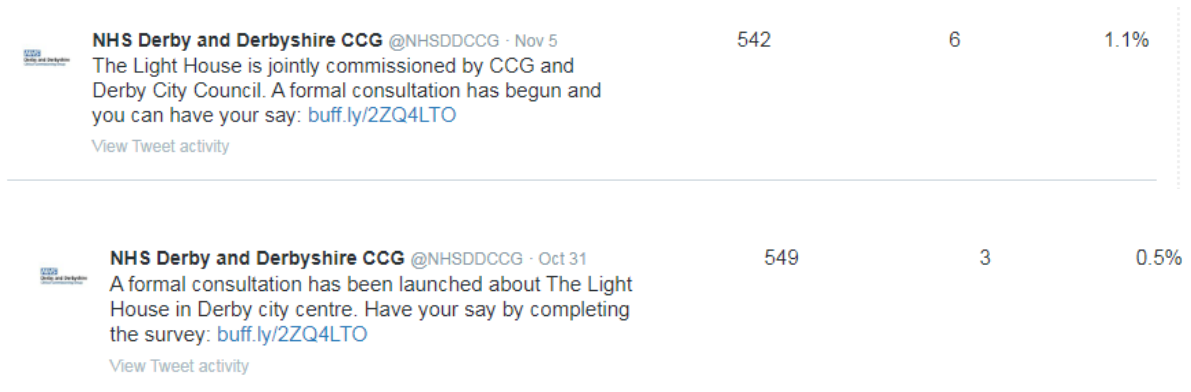 NHS Derby and Derbyshire CCG @NHSDDCCG · Nov 5 542 6 1.1%
The Light House is jointly commissioned by CCG and
Derby City Council. A formal consultation has begun and
you can have your say: buff.ly/2ZQ4LTO
View Tweet activity
NHS Derby and Derbyshire CCG @NHSDDCCG · Oct 31 549 3 0.5%
A formal consultation has been launched about The Light
House in Derby city centre. Have your say by completing
the survey: buff.ly/2ZQ4LTO
View Tweet activity